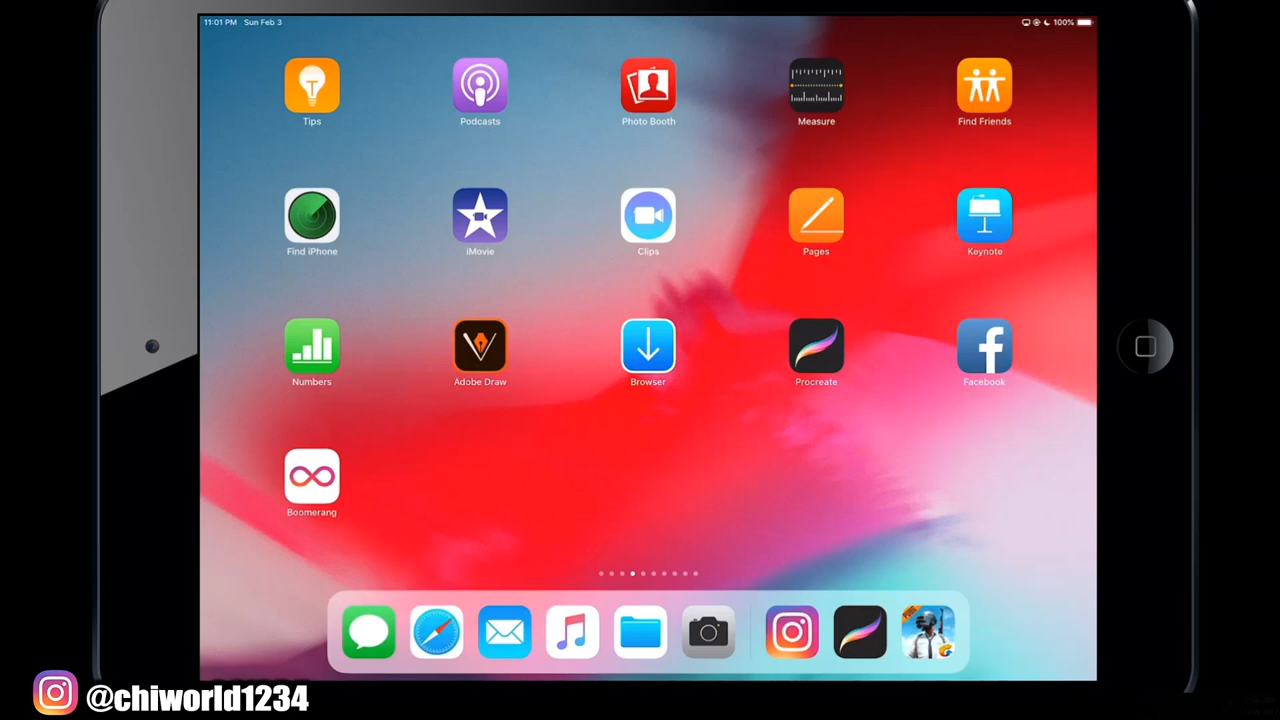 11:01 PM Sun Feb 3 100%
Tips Podcasts Photo Booth Measure Find Friends
Find iPhone iMovie Clips Pages Keynote
Numbers Adobe Draw Browser Procreate Facebook
Boomerang
@chiworld1234